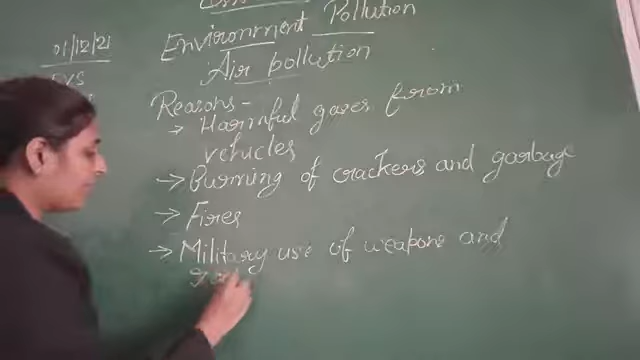 01/12/21
EVS
Environment Pollution
Air pollution
Reasons-
→ Harmful gases from
vehicles
→ Burning of crackers and garbage
→ Fires
→ Military use of weapons and